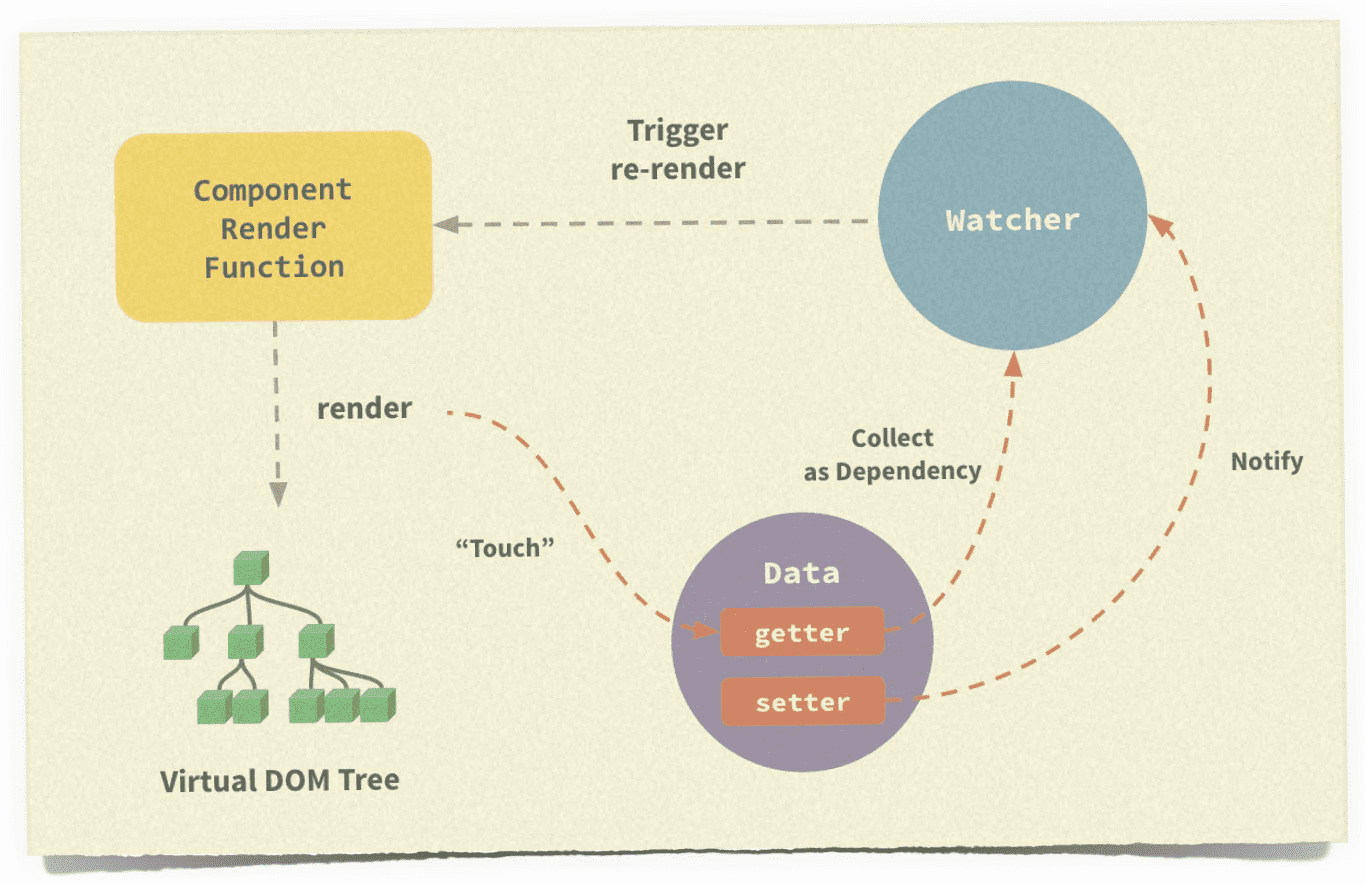 Trigger
re-render
Component
Render
Function
Watcher
render
Collect
as Dependency
Notify
“Touch”
Data
getter
setter
Virtual DOM Tree